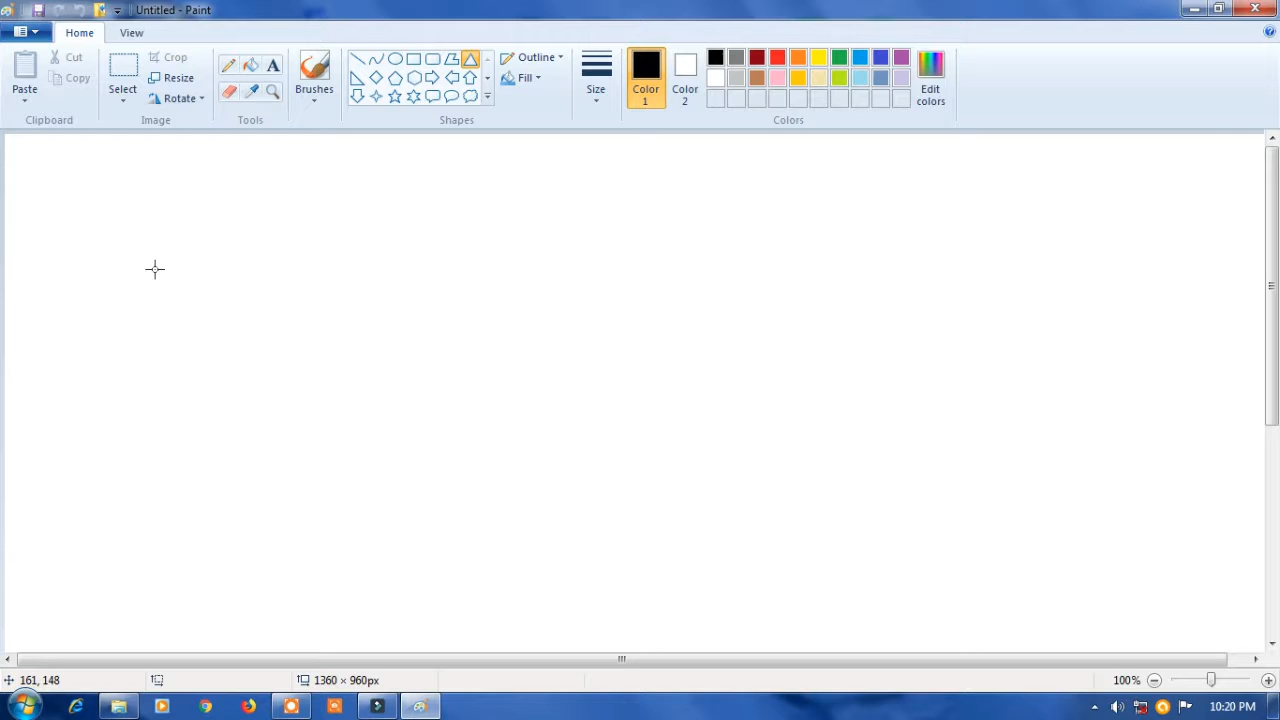 Untitled - Paint
Home View
Paste
Cut
Copy
Clipboard
Select
Crop
Resize
Rotate
Image
A
Tools
Brushes
Shapes
Outline
Fill
Size
Color
1
Color
2
Colors
Edit
colors
161, 148
1360 × 960px
100%
10:20 PM